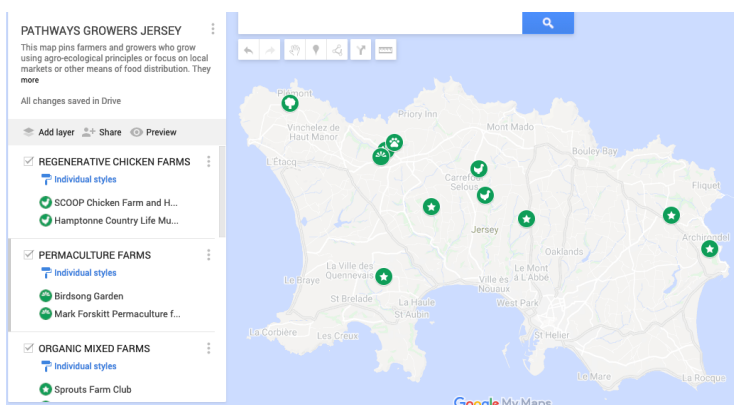 PATHWAYS GROWERS JERSEY
This map pins farmers and growers who grow
using agro-ecological principles or focus on local
markets or other means of food distribution. They
more
All changes saved in Drive
Add layer Share Preview
REGENERATIVE CHICKEN FARMS
Individual styles
SCOOP Chicken Farm and H...
Hamptonne Country Life Mu...
PERMACULTURE FARMS
Individual styles
Birdsong Garden
Mark Forskitt Permaculture f...
ORGANIC MIXED FARMS
Individual styles
Sprouts Farm Club
Piemont
Priory Inn
Vinchelez de
Haut Manor
Mont Mado
L'Étacq
Bouley Bay
Carrefour
Selous
Fliquet
Jersey
Archirondel
Oaklands
La Ville des
Quennevais
Le Braye
Le Mont
à L'Abbé
Ville ès
Nouaux
St Brelade
La Haule
West Park
St Aubin
La Corbière
Les Creux
St Helier
Le Mare
La Rocque
Google My Maps